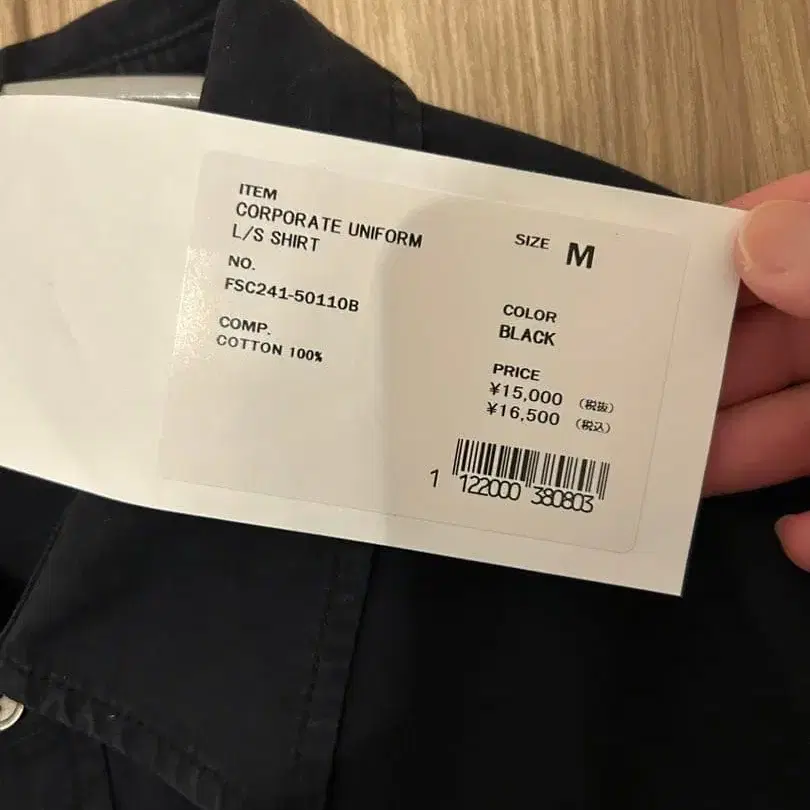 ITEM
CORPORATE UNIFORM
L/S SHIRT
NO.
FSC241-50110B
COMP.
COTTON 100%
SIZE M
COLOR
BLACK
PRICE
¥15,000 (税抜)
¥16,500 (税込)
1 122000 380803